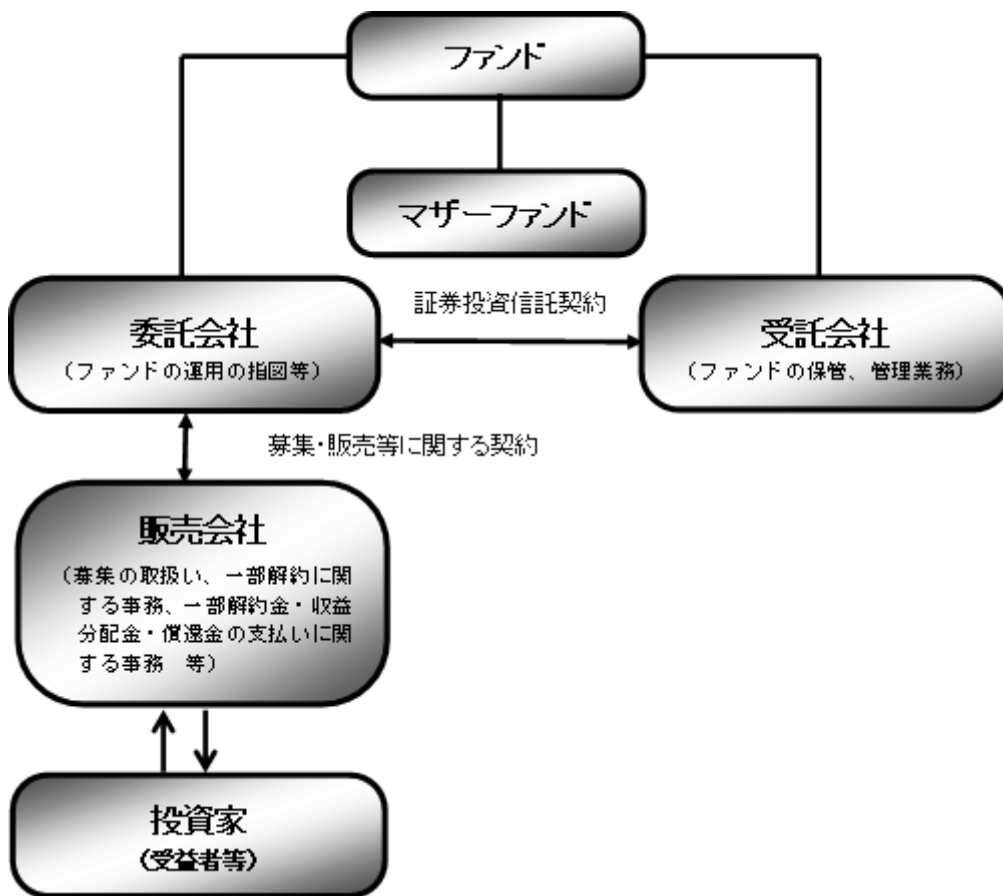 ファンド
マザーファンド
証券投資信託契約
委託会社
（ファンドの運用の指図等）
受託会社
（ファンドの保管、管理業務）
募集・販売等に関する契約
販売会社
（募集の取扱い、一部解約に関
する事務、一部解約金・収益
分配金・償還金の支払いに関
する事務　等）
投資家
（受益者等）